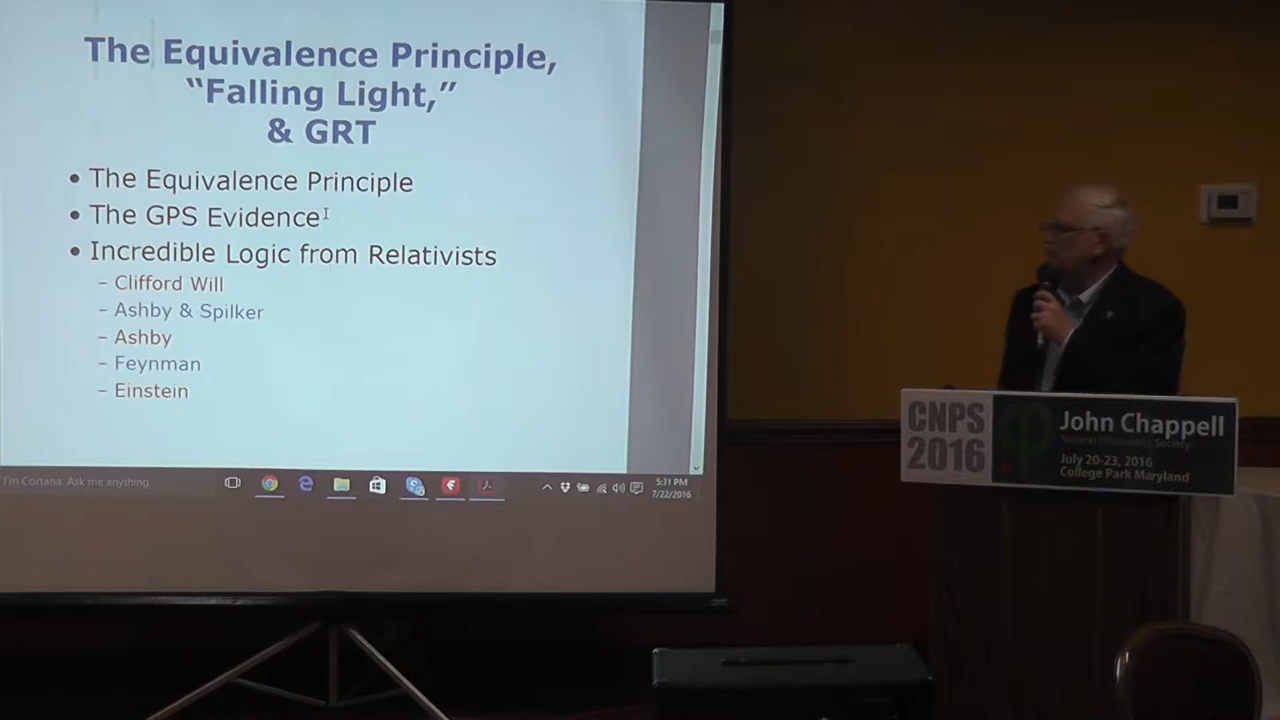 The Equivalence Principle,
“Falling Light,”
& GRT
• The Equivalence Principle
• The GPS Evidence
• Incredible Logic from Relativists
– Clifford Will
– Ashby & Spilker
– Ashby
– Feynman
– Einstein
I'm Cortana. Ask me anything
5:31 PM
7/22/2016
CNPS
2016
John Chappell
Natural Philosophy Society
July 20-23, 2016
College Park Maryland